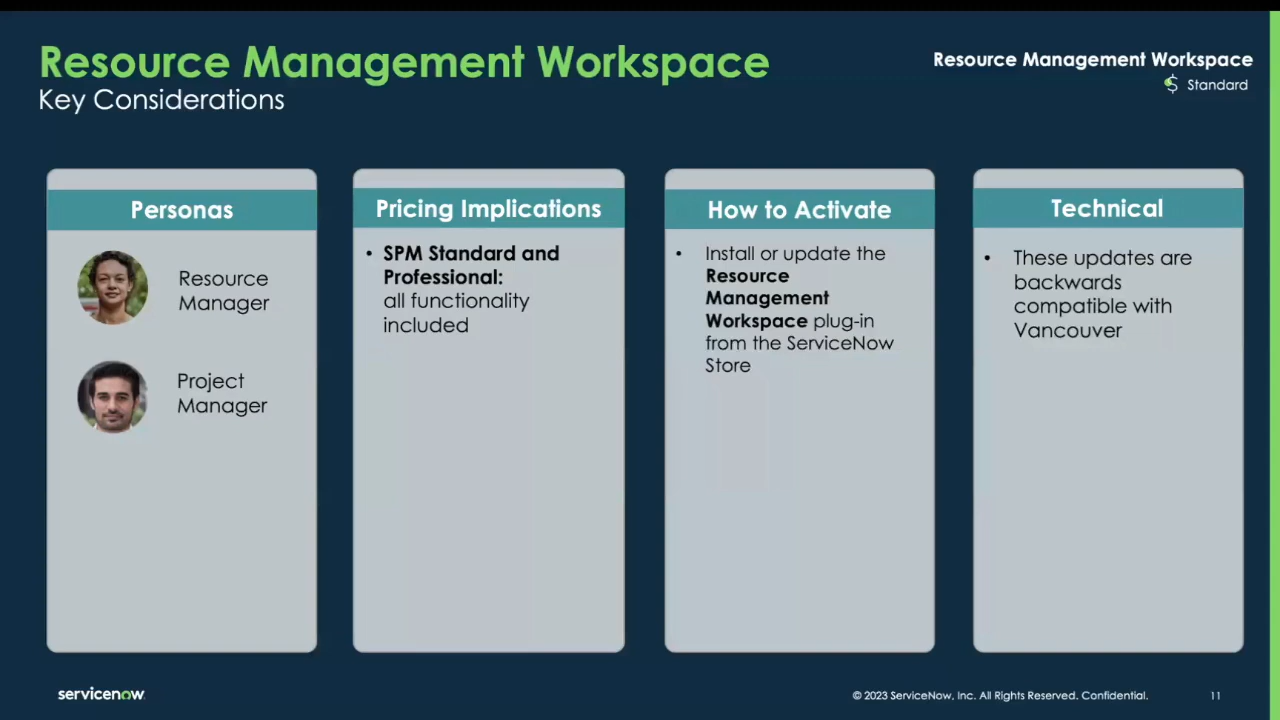 Resource Management Workspace
Key Considerations
Resource Management Workspace
$ Standard
Personas
Resource
Manager
Project
Manager
Pricing Implications
• SPM Standard and
Professional:
all functionality
included
How to Activate
• Install or update the
Resource
Management
Workspace plug-in
from the ServiceNow
Store
Technical
• These updates are
backwards
compatible with
Vancouver
servicenow
© 2023 ServiceNow, Inc. All Rights Reserved. Confidential.
11